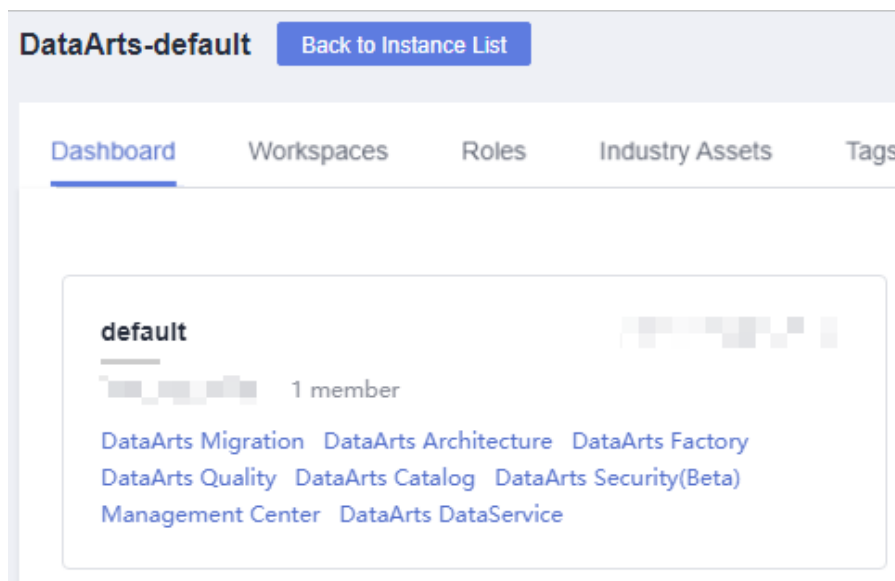 DataArts-default Back to Instance List
Dashboard Workspaces Roles Industry Assets Tags
default
1 member
DataArts Migration DataArts Architecture DataArts Factory
DataArts Quality DataArts Catalog DataArts Security(Beta)
Management Center DataArts DataService